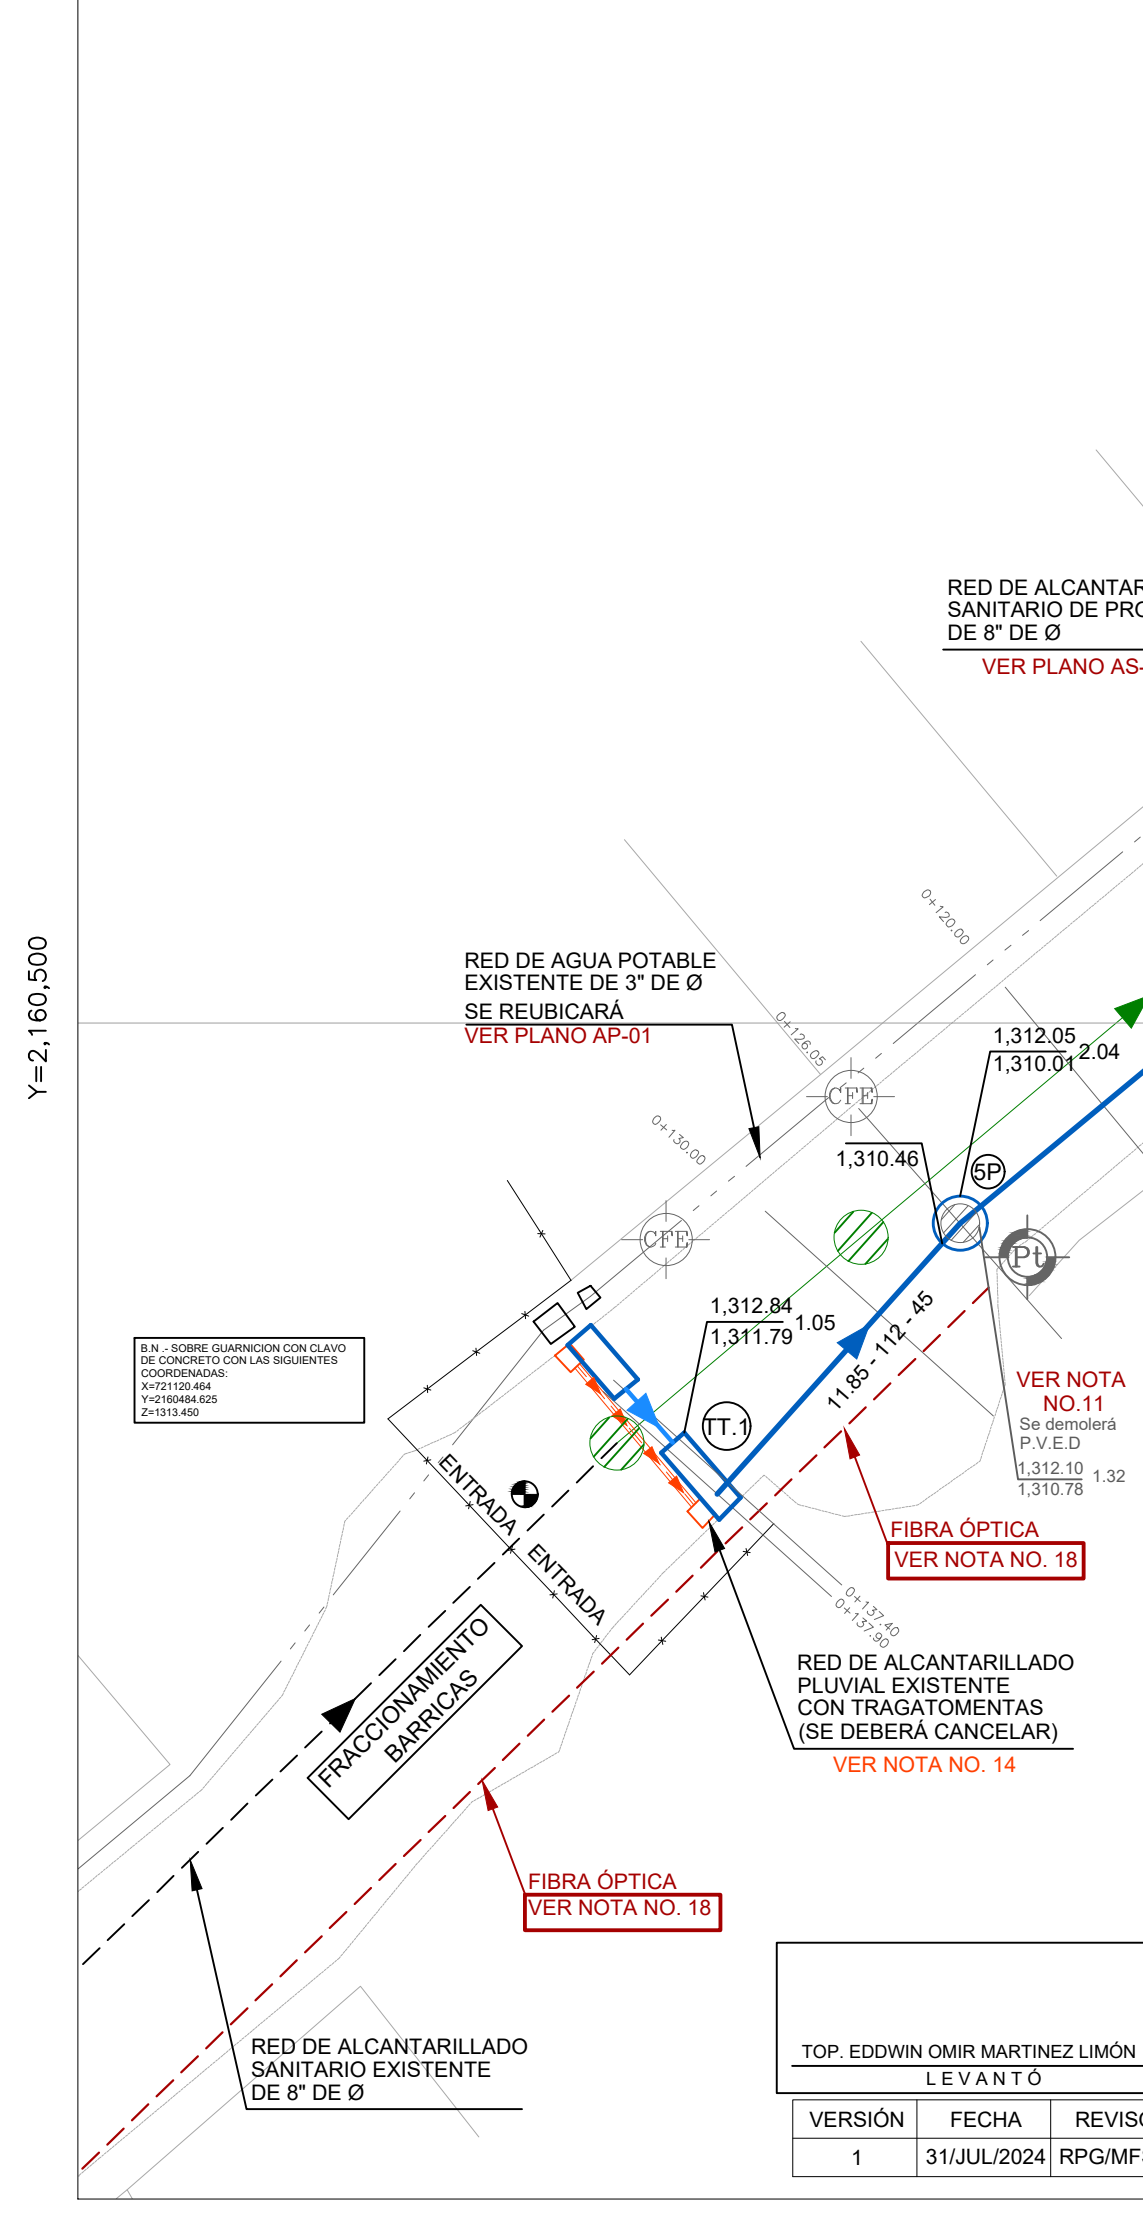 RED DE ALCANTAR
SANITARIO DE PRO
DE 8" DE Ø
VER PLANO AS-
0+120.00
Y=2,160,500
RED DE AGUA POTABLE
EXISTENTE DE 3" DE Ø
SE REUBICARÁ
VER PLANO AP-01
0+126.05
1,312.05
1,310.01
2.04
CFE
0+130.00
1,310.46
5P
CFE
Pt
1,312.84
1,311.79
1.05
11.85 - 112 - 45
B.N .- SOBRE GUARNICION CON CLAVO
DE CONCRETO CON LAS SIGUIENTES
COORDENADAS:
X=721120.464
Y=2160484.625
Z=1313.450
VER NOTA
NO.11
Se demolerá
P.V.E.D
1,312.10
1,310.78
1.32
TT.1
ENTRADA
ENTRADA
FIBRA ÓPTICA
VER NOTA NO. 18
0+137.40
0+137.90
FRACCIONAMIENTO
BARRICAS
RED DE ALCANTARILLADO
PLUVIAL EXISTENTE
CON TRAGATOMENTAS
(SE DEBERÁ CANCELAR)
VER NOTA NO. 14
FIBRA ÓPTICA
VER NOTA NO. 18
RED DE ALCANTARILLADO
SANITARIO EXISTENTE
DE 8" DE Ø
TOP. EDDWIN OMIR MARTINEZ LIMÓN
L E V A N T Ó
VERSIÓN FECHA REVISÓ
1 31/JUL/2024 RPG/MF